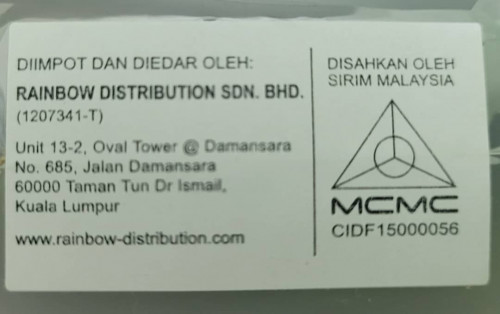 DIIMPOT DAN DIEDAR OLEH:
RAINBOW DISTRIBUTION SDN. BHD.
(1207341-T)
Unit 13-2, Oval Tower @ Damansara
No. 685, Jalan Damansara
60000 Taman Tun Dr Ismail,
Kuala Lumpur
www.rainbow-distribution.com
DISAHKAN OLEH
SIRIM MALAYSIA
MCMC
CIDF15000056